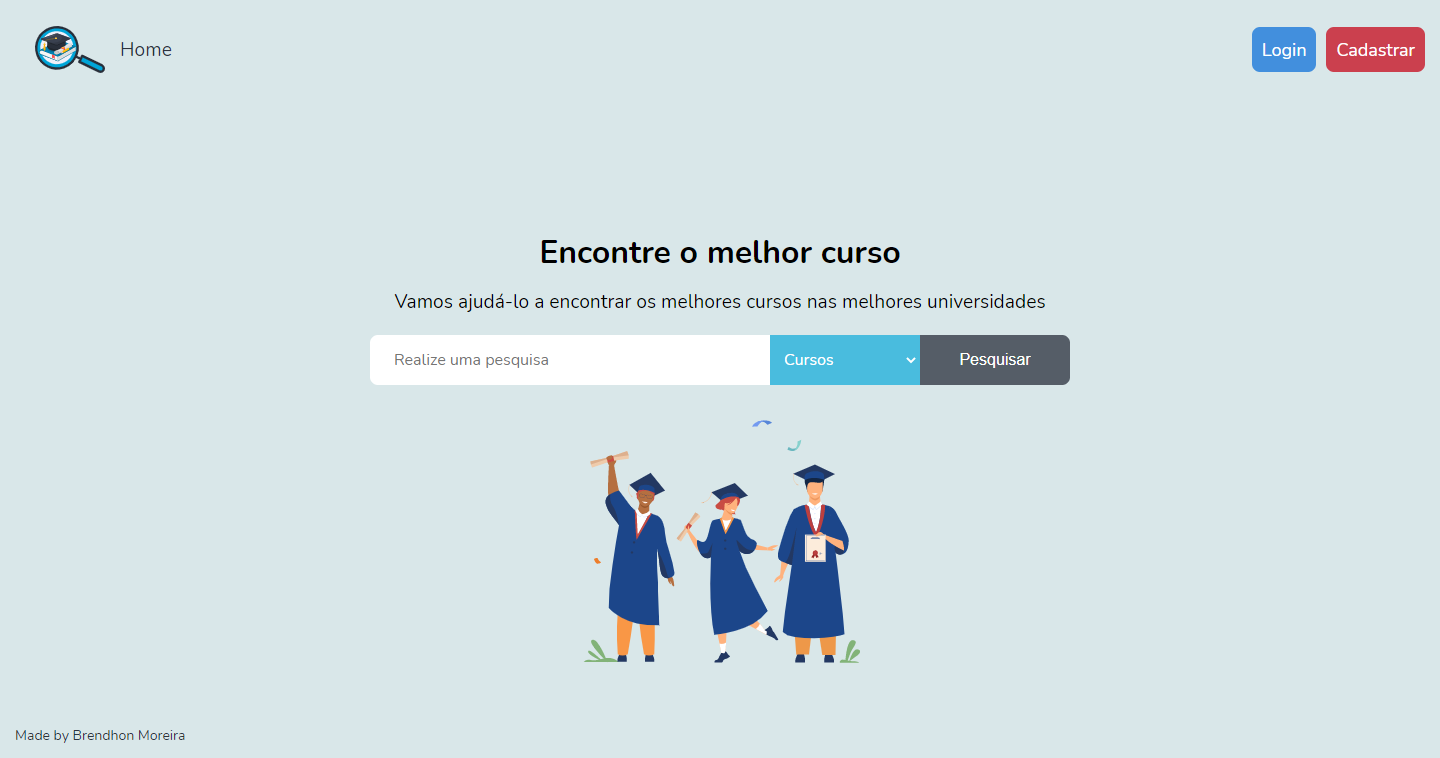 Home
Login
Cadastrar
Encontre o melhor curso
Vamos ajudá-lo a encontrar os melhores cursos nas melhores universidades
Realize uma pesquisa
Cursos
Pesquisar
Made by Brendhon Moreira